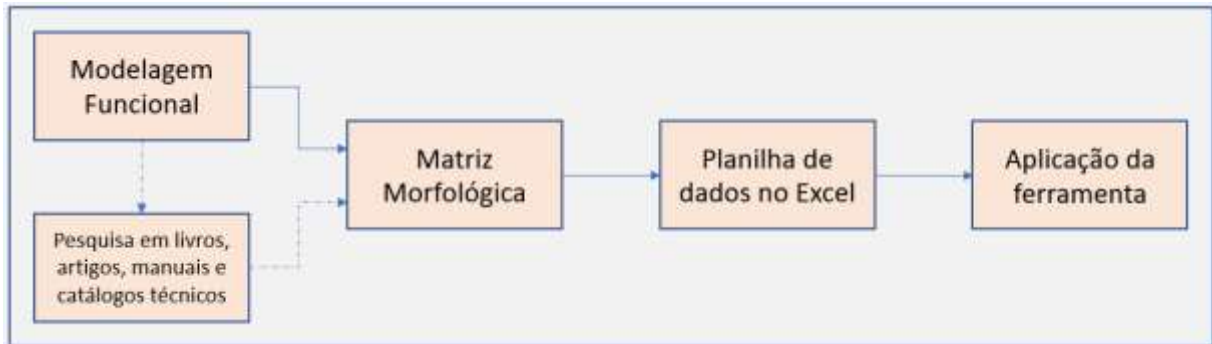 Modelagem
Funcional
Pesquisa em livros,
artigos, manuais e
catálogos técnicos
Matriz
Morfológica
Planilha de
dados no Excel
Aplicação da
ferramenta